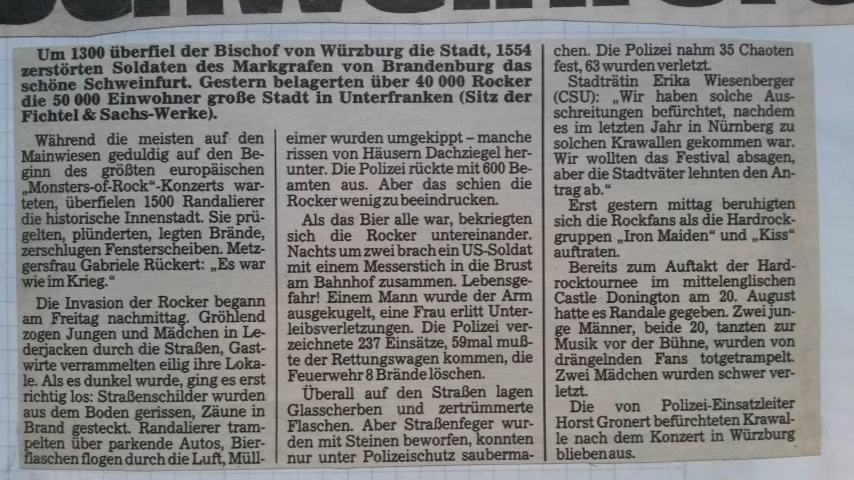 Um 1300 überfiel der Bischof von Würzburg die Stadt, 1554
zerstörten Soldaten des Markgrafen von Brandenburg das
schöne Schweinfurt. Gestern belagerten über 40 000 Rocker
die 50 000 Einwohner große Stadt in Unterfranken (Sitz der
Fichtel & Sachs-Werke).
Während die meisten auf den
Mainwiesen geduldig auf den Be-
ginn des größten europäischen
„Monsters-of-Rock“-Konzerts war-
teten, überfielen 1500 Randalierer
die historische Innenstadt. Sie prü-
gelten, plünderten, legten Brände,
zerschlugen Fensterscheiben. Metz-
gersfrau Gabriele Rückert: „Es war
wie im Krieg.“
Die Invasion der Rocker begann
am Freitag nachmittag. Gröhlend
zogen Jungen und Mädchen in Le-
derjacken durch die Straßen, Gast-
wirte verrammelten eilig ihre Loka-
le. Als es dunkel wurde, ging es erst
richtig los: Straßenschilder wurden
aus dem Boden gerissen, Zäune in
Brand gesteckt. Randalierer tram-
pelten über parkende Autos, Bier-
flaschen flogen durch die Luft, Müll-
eimer wurden umgekippt – manche
rissen von Häusern Dachziegel her-
unter. Die Polizei rückte mit 600 Be-
amten aus. Aber das schien die
Rocker wenig zu beeindrucken.
Als das Bier alle war, bekriegten
sich die Rocker untereinander.
Nachts um zwei brach ein US-Soldat
mit einem Messerstich in die Brust
am Bahnhof zusammen. Lebensge-
fahr! Einem Mann wurde der Arm
ausgekugelt, eine Frau erlitt Unter-
leibsverletzungen. Die Polizei ver-
zeichnete 237 Einsätze, 59mal muß-
te der Rettungswagen kommen, die
Feuerwehr 8 Brände löschen.
Überall auf den Straßen lagen
Glasscherben und zertrümmerte
Flaschen. Aber Straßenfeger wur-
den mit Steinen beworfen, konnten
nur unter Polizeischutz sauberma-
chen. Die Polizei nahm 35 Chaoten
fest, 63 wurden verletzt.
Stadträtin Erika Wiesenberger
(CSU): „Wir haben solche Aus-
schreitungen befürchtet, nachdem
es im letzten Jahr in Nürnberg zu
solchen Krawallen gekommen war.
Wir wollten das Festival absagen,
aber die Stadtväter lehnten den An-
trag ab.“
Erst gestern mittag beruhigten
sich die Rockfans als die Hardrock-
gruppen „Iron Maiden“ und „Kiss“
auftraten.
Bereits zum Auftakt der Hard-
rocktournee im mittelenglischen
Castle Donington am 20. August
hatte es Randale gegeben. Zwei jun-
ge Männer, beide 20, tanzten zur
Musik vor der Bühne, wurden von
drängelnden Fans totgetrampelt.
Zwei Mädchen wurden schwer ver-
letzt.
Die von Polizei-Einsatzleiter
Horst Gronert befürchteten Krawal-
le nach dem Konzert in Würzburg
blieben aus.